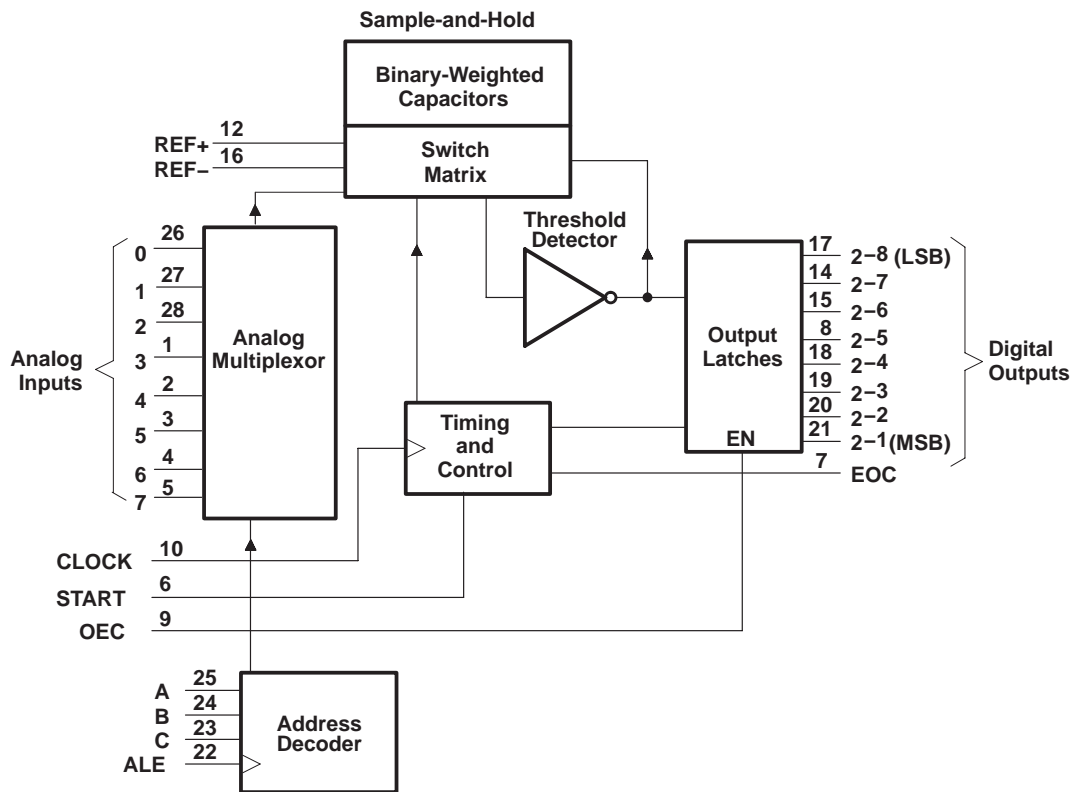 Sample-and-Hold
Binary-Weighted
Capacitors
Switch
Matrix
REF+
12
REF−
16
Threshold
Detector
Analog
Inputs
0
26
1
27
2
28
3
1
4
2
5
3
6
4
7
5
Analog
Multiplexor
Timing
and
Control
Output
Latches
EN
17
2−8 (LSB)
14
2−7
15
2−6
8
2−5
18
2−4
19
2−3
20
2−2
21
2−1 (MSB)
7
EOC
Digital
Outputs
CLOCK
10
START
6
OEC
9
A
25
B
24
C
23
ALE
22
Address
Decoder